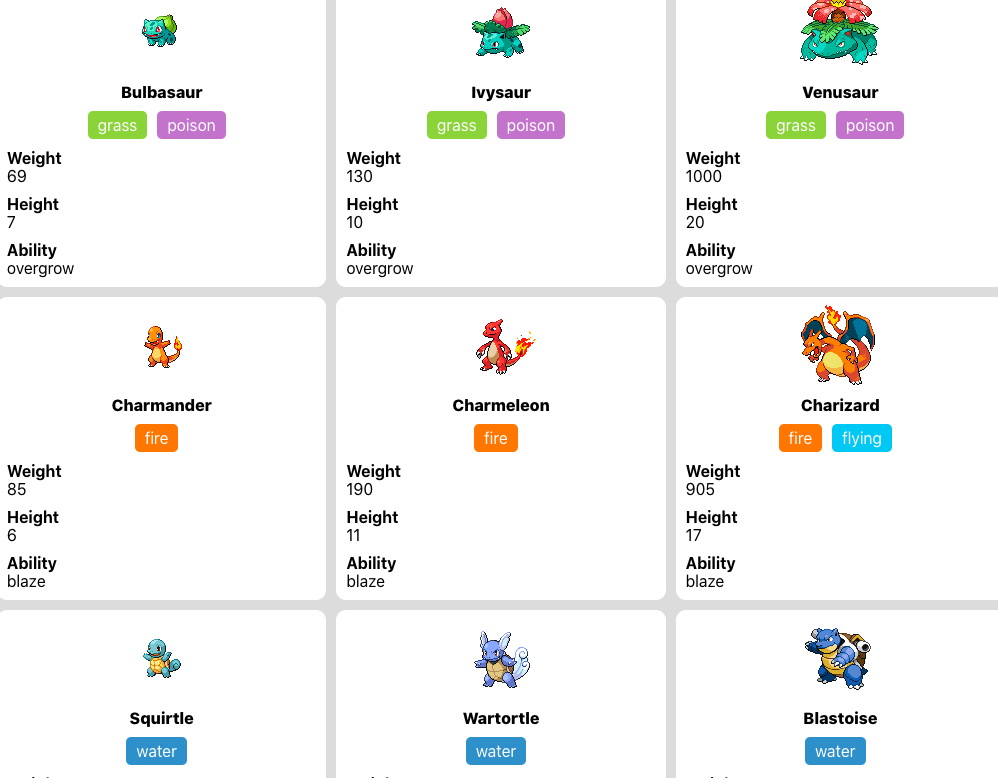 Bulbasaur
grass poison
Weight
69
Height
7
Ability
overgrow
Ivysaur
grass poison
Weight
130
Height
10
Ability
overgrow
Venusaur
grass poison
Weight
1000
Height
20
Ability
overgrow
Charmander
fire
Weight
85
Height
6
Ability
blaze
Charmeleon
fire
Weight
190
Height
11
Ability
blaze
Charizard
fire flying
Weight
905
Height
17
Ability
blaze
Squirtle
water
Wartortle
water
Blastoise
water